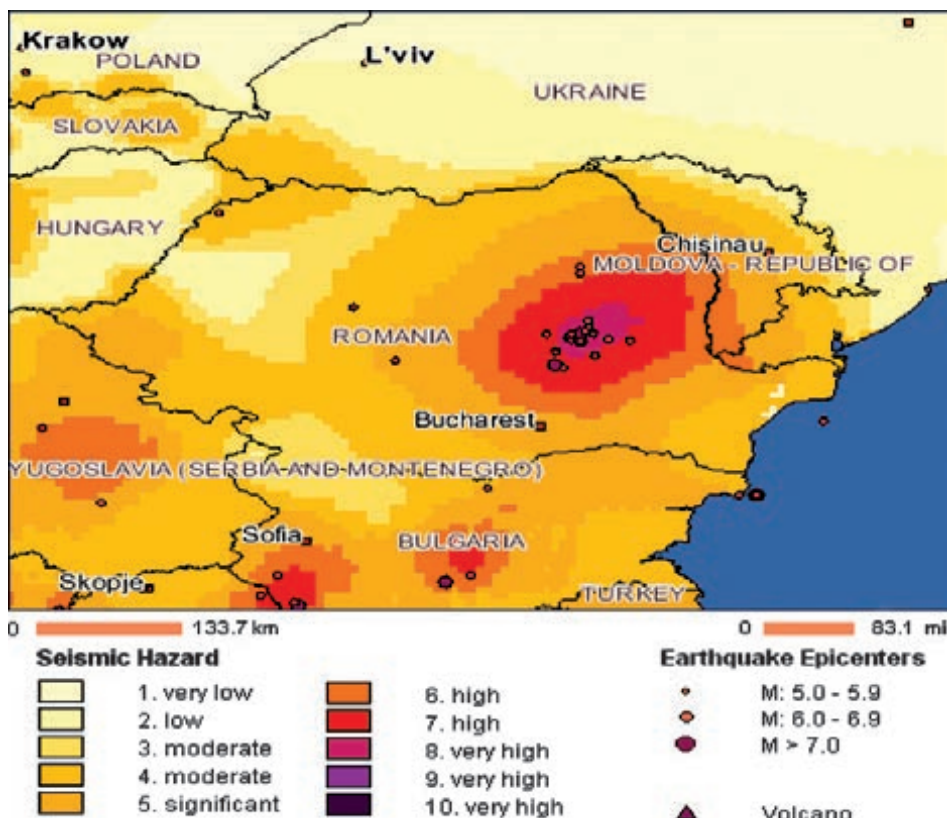 Krakow
POLAND
L'viv
UKRAINE
SLOVAKIA
HUNGARY
Chisinau
MOLDOVA - REPUBLIC OF
ROMANIA
Bucharest
YUGOSLAVIA (SERBIA-AND-MONTENEGRO)
Sofia
BULGARIA
Skopje
TURKEY
0 133.7 km
0 83.1 mi
Seismic Hazard
1. very low
2. low
3. moderate
4. moderate
5. significant
6. high
7. high
8. very high
9. very high
10. very high
Earthquake Epicenters
M: 5.0 - 5.9
M: 6.0 - 6.9
M > 7.0
Volcano